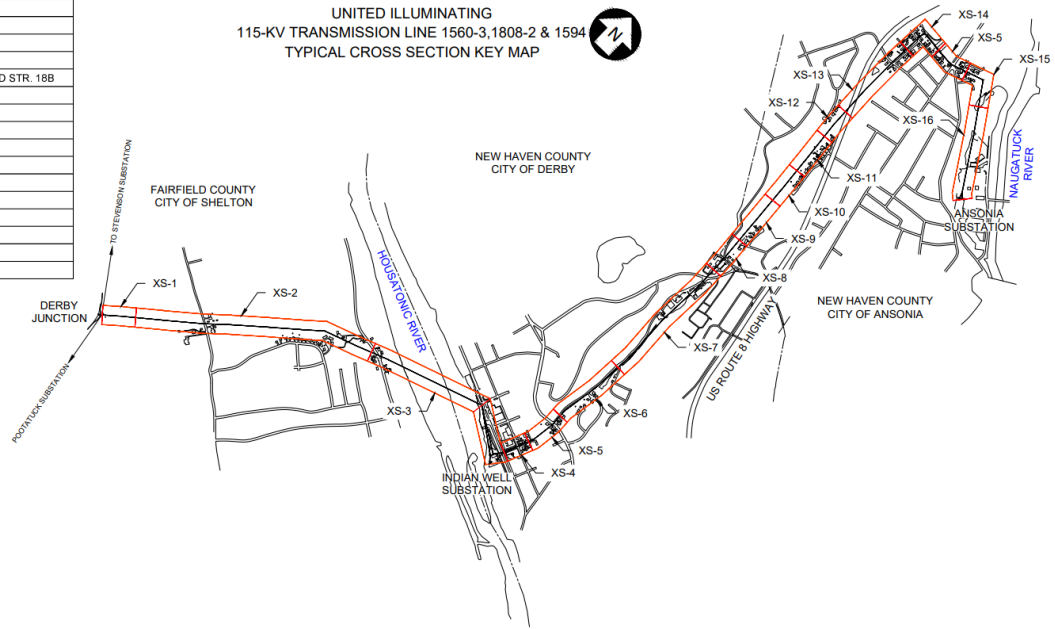 UNITED ILLUMINATING
115-KV TRANSMISSION LINE 1560-3,1808-2 & 1594
TYPICAL CROSS SECTION KEY MAP
N
D STR. 18B
XS-14
XS-5
XS-15
XS-13
XS-12
XS-16
NAUGATUCK
RIVER
NEW HAVEN COUNTY
CITY OF DERBY
XS-11
FAIRFIELD COUNTY
CITY OF SHELTON
TO STEVENSON SUBSTATION
XS-10
ANSONIA
SUBSTATION
XS-9
HOUSATONIC RIVER
XS-8
XS-1
XS-2
DERBY
JUNCTION
NEW HAVEN COUNTY
CITY OF ANSONIA
US ROUTE 8 HIGHWAY
XS-7
POOTATUCK SUBSTATION
XS-3
XS-6
XS-5
XS-4
INDIAN WELL
SUBSTATION